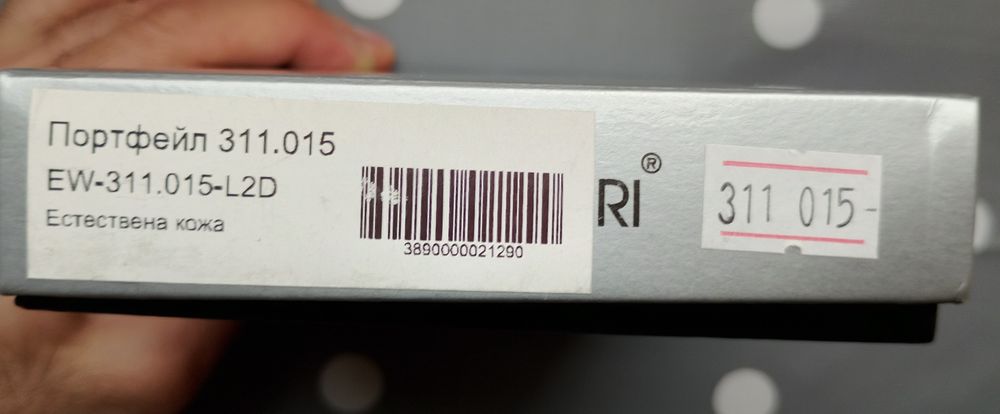 Портфейл 311.015
EW-311.015-L2D
Естествена кожа
3890000021290
RI®
311 015-